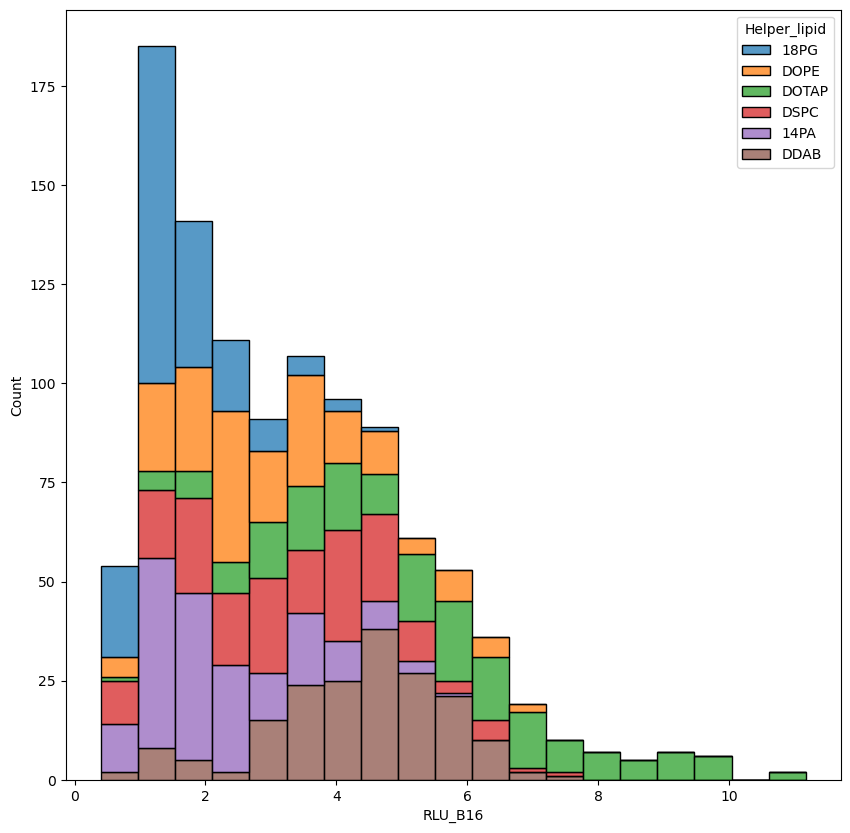 Helper_lipid
18PG
DOPE
DOTAP
DSPC
14PA
DDAB
175
150
125
100
75
50
25
0
Count
0 2 4 6 8 10
RLU_B16